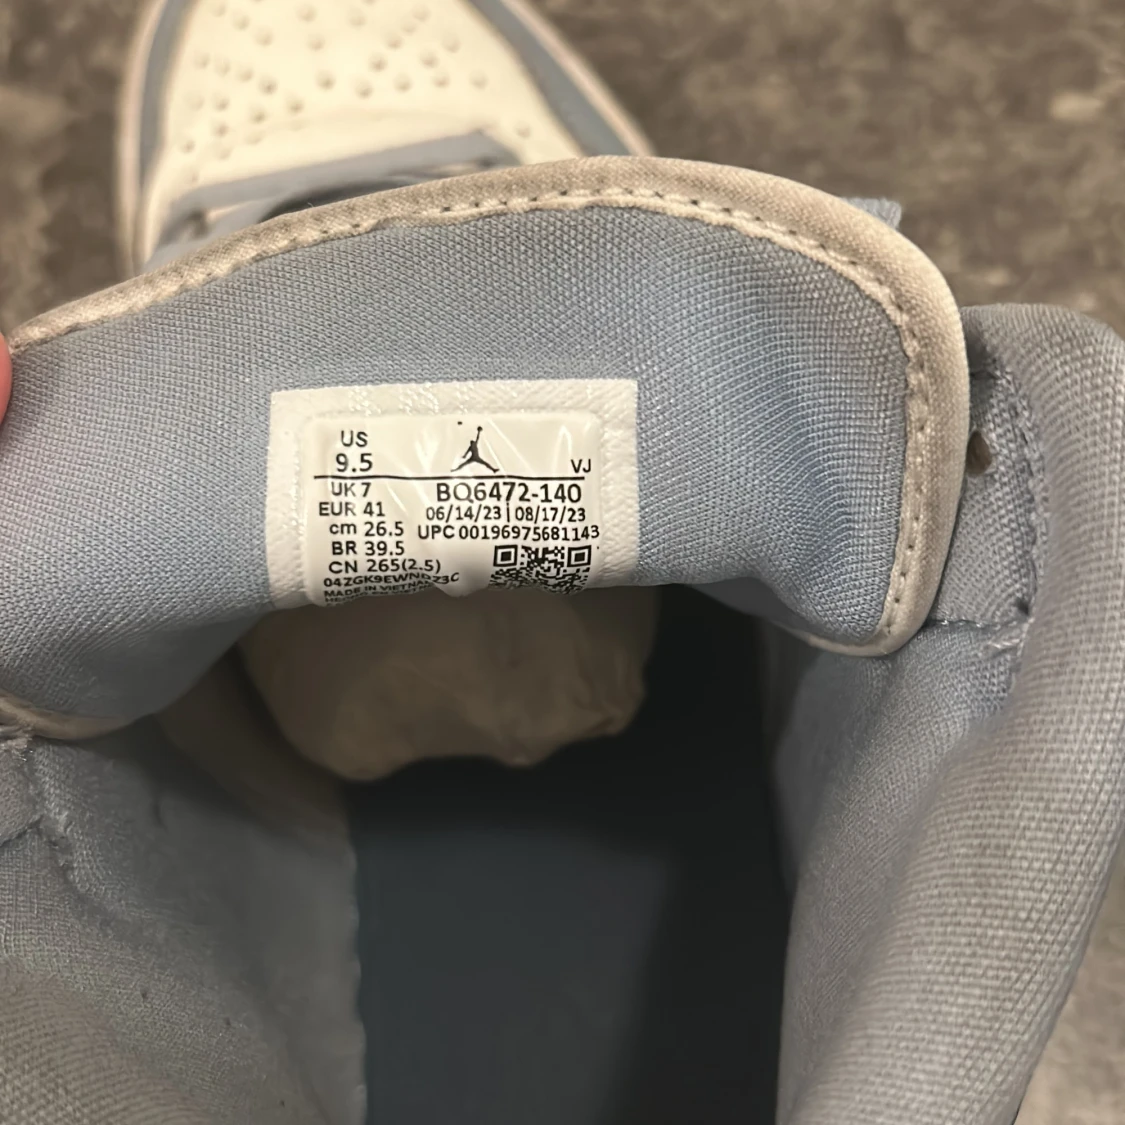 US
9.5
VJ
UK 7
BQ6472-140
EUR 41
06/14/23 | 08/17/23
cm 26.5
UPC 00196975681143
BR 39.5
CN 265(2.5)
MADE IN VIETNAM